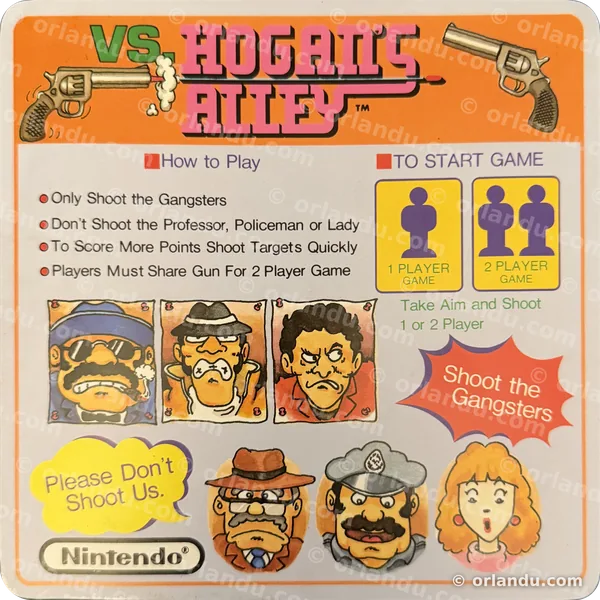 VS. HOGAN'S
ALLEY™
How to Play
Only Shoot the Gangsters
Don't Shoot the Professor, Policeman or Lady
To Score More Points Shoot Targets Quickly
Players Must Share Gun For 2 Player Game
TO START GAME
1 PLAYER
GAME
2 PLAYER
GAME
Take Aim and Shoot
1 or 2 Player
Shoot the
Gangsters
Please Don't
Shoot Us.
Nintendo®
© orlandu.com